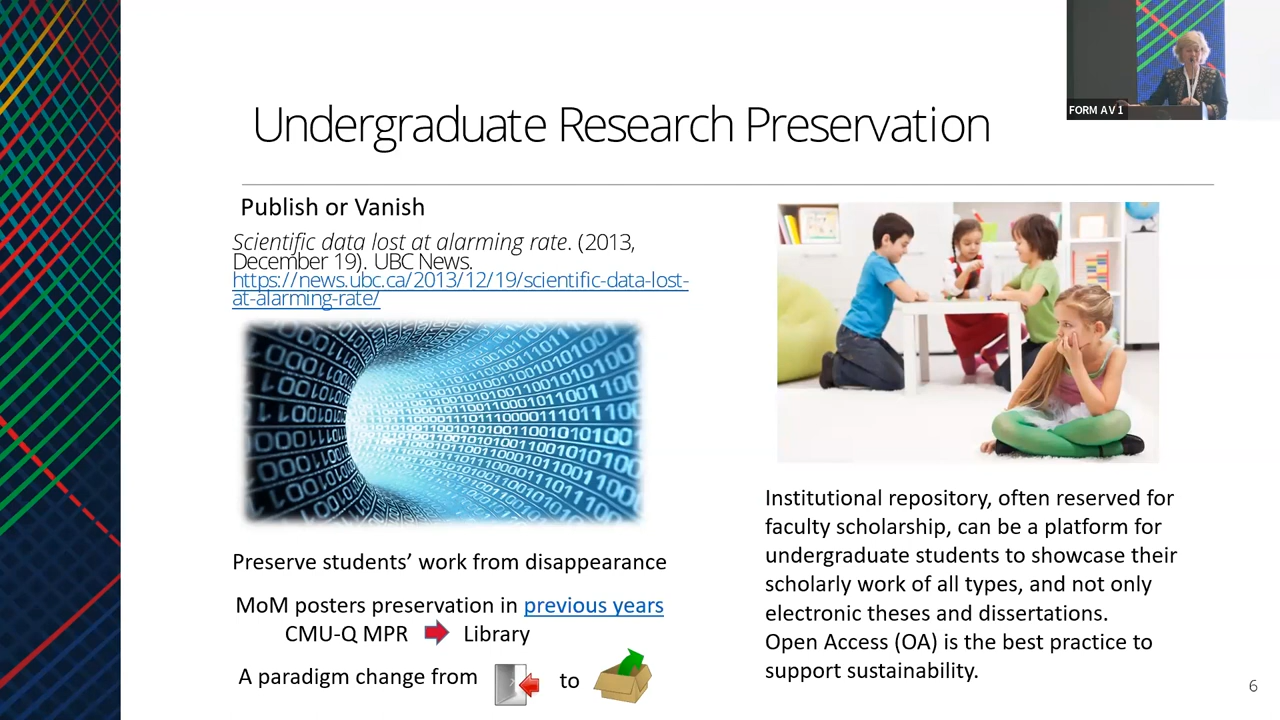 FORM AV 1
Undergraduate Research Preservation
Publish or Vanish
Scientific data lost at alarming rate. (2013,
December 19). UBC News.
https://news.ubc.ca/2013/12/19/scientific-data-lost-
at-alarming-rate/
Preserve students’ work from disappearance
MoM posters preservation in previous years
CMU-Q MPR Library
A paradigm change from to
Institutional repository, often reserved for
faculty scholarship, can be a platform for
undergraduate students to showcase their
scholarly work of all types, and not only
electronic theses and dissertations.
Open Access (OA) is the best practice to
support sustainability.
6